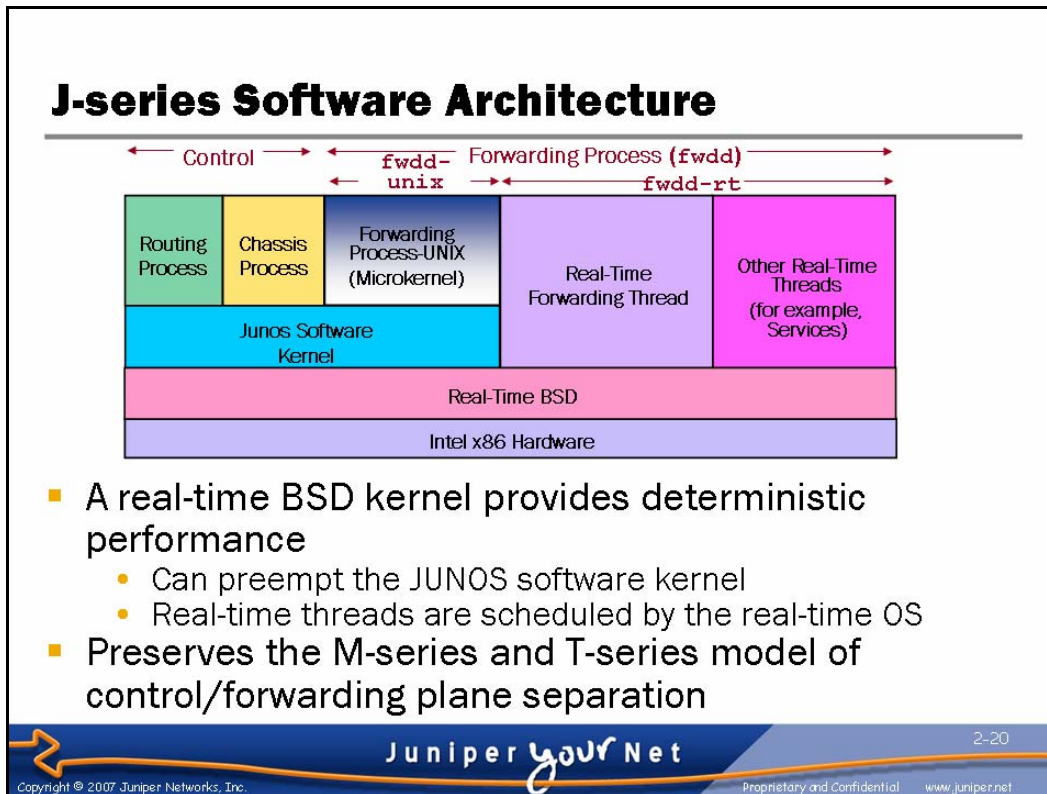 J-series Software Architecture
Control
Forwarding Process (fwdd)
fwdd-
unix
fwdd-rt
Routing
Process
Chassis
Process
Forwarding
Process-UNIX
(Microkernel)
Real-Time
Forwarding Thread
Other Real-Time
Threads
(for example,
Services)
Junos Software
Kernel
Real-Time BSD
Intel x86 Hardware
A real-time BSD kernel provides deterministic
performance
• Can preempt the JUNOS software kernel
• Real-time threads are scheduled by the real-time OS
Preserves the M-series and T-series model of
control/forwarding plane separation
Juniper your Net
2-20
Copyright © 2007 Juniper Networks, Inc.
Proprietary and Confidential www.juniper.net